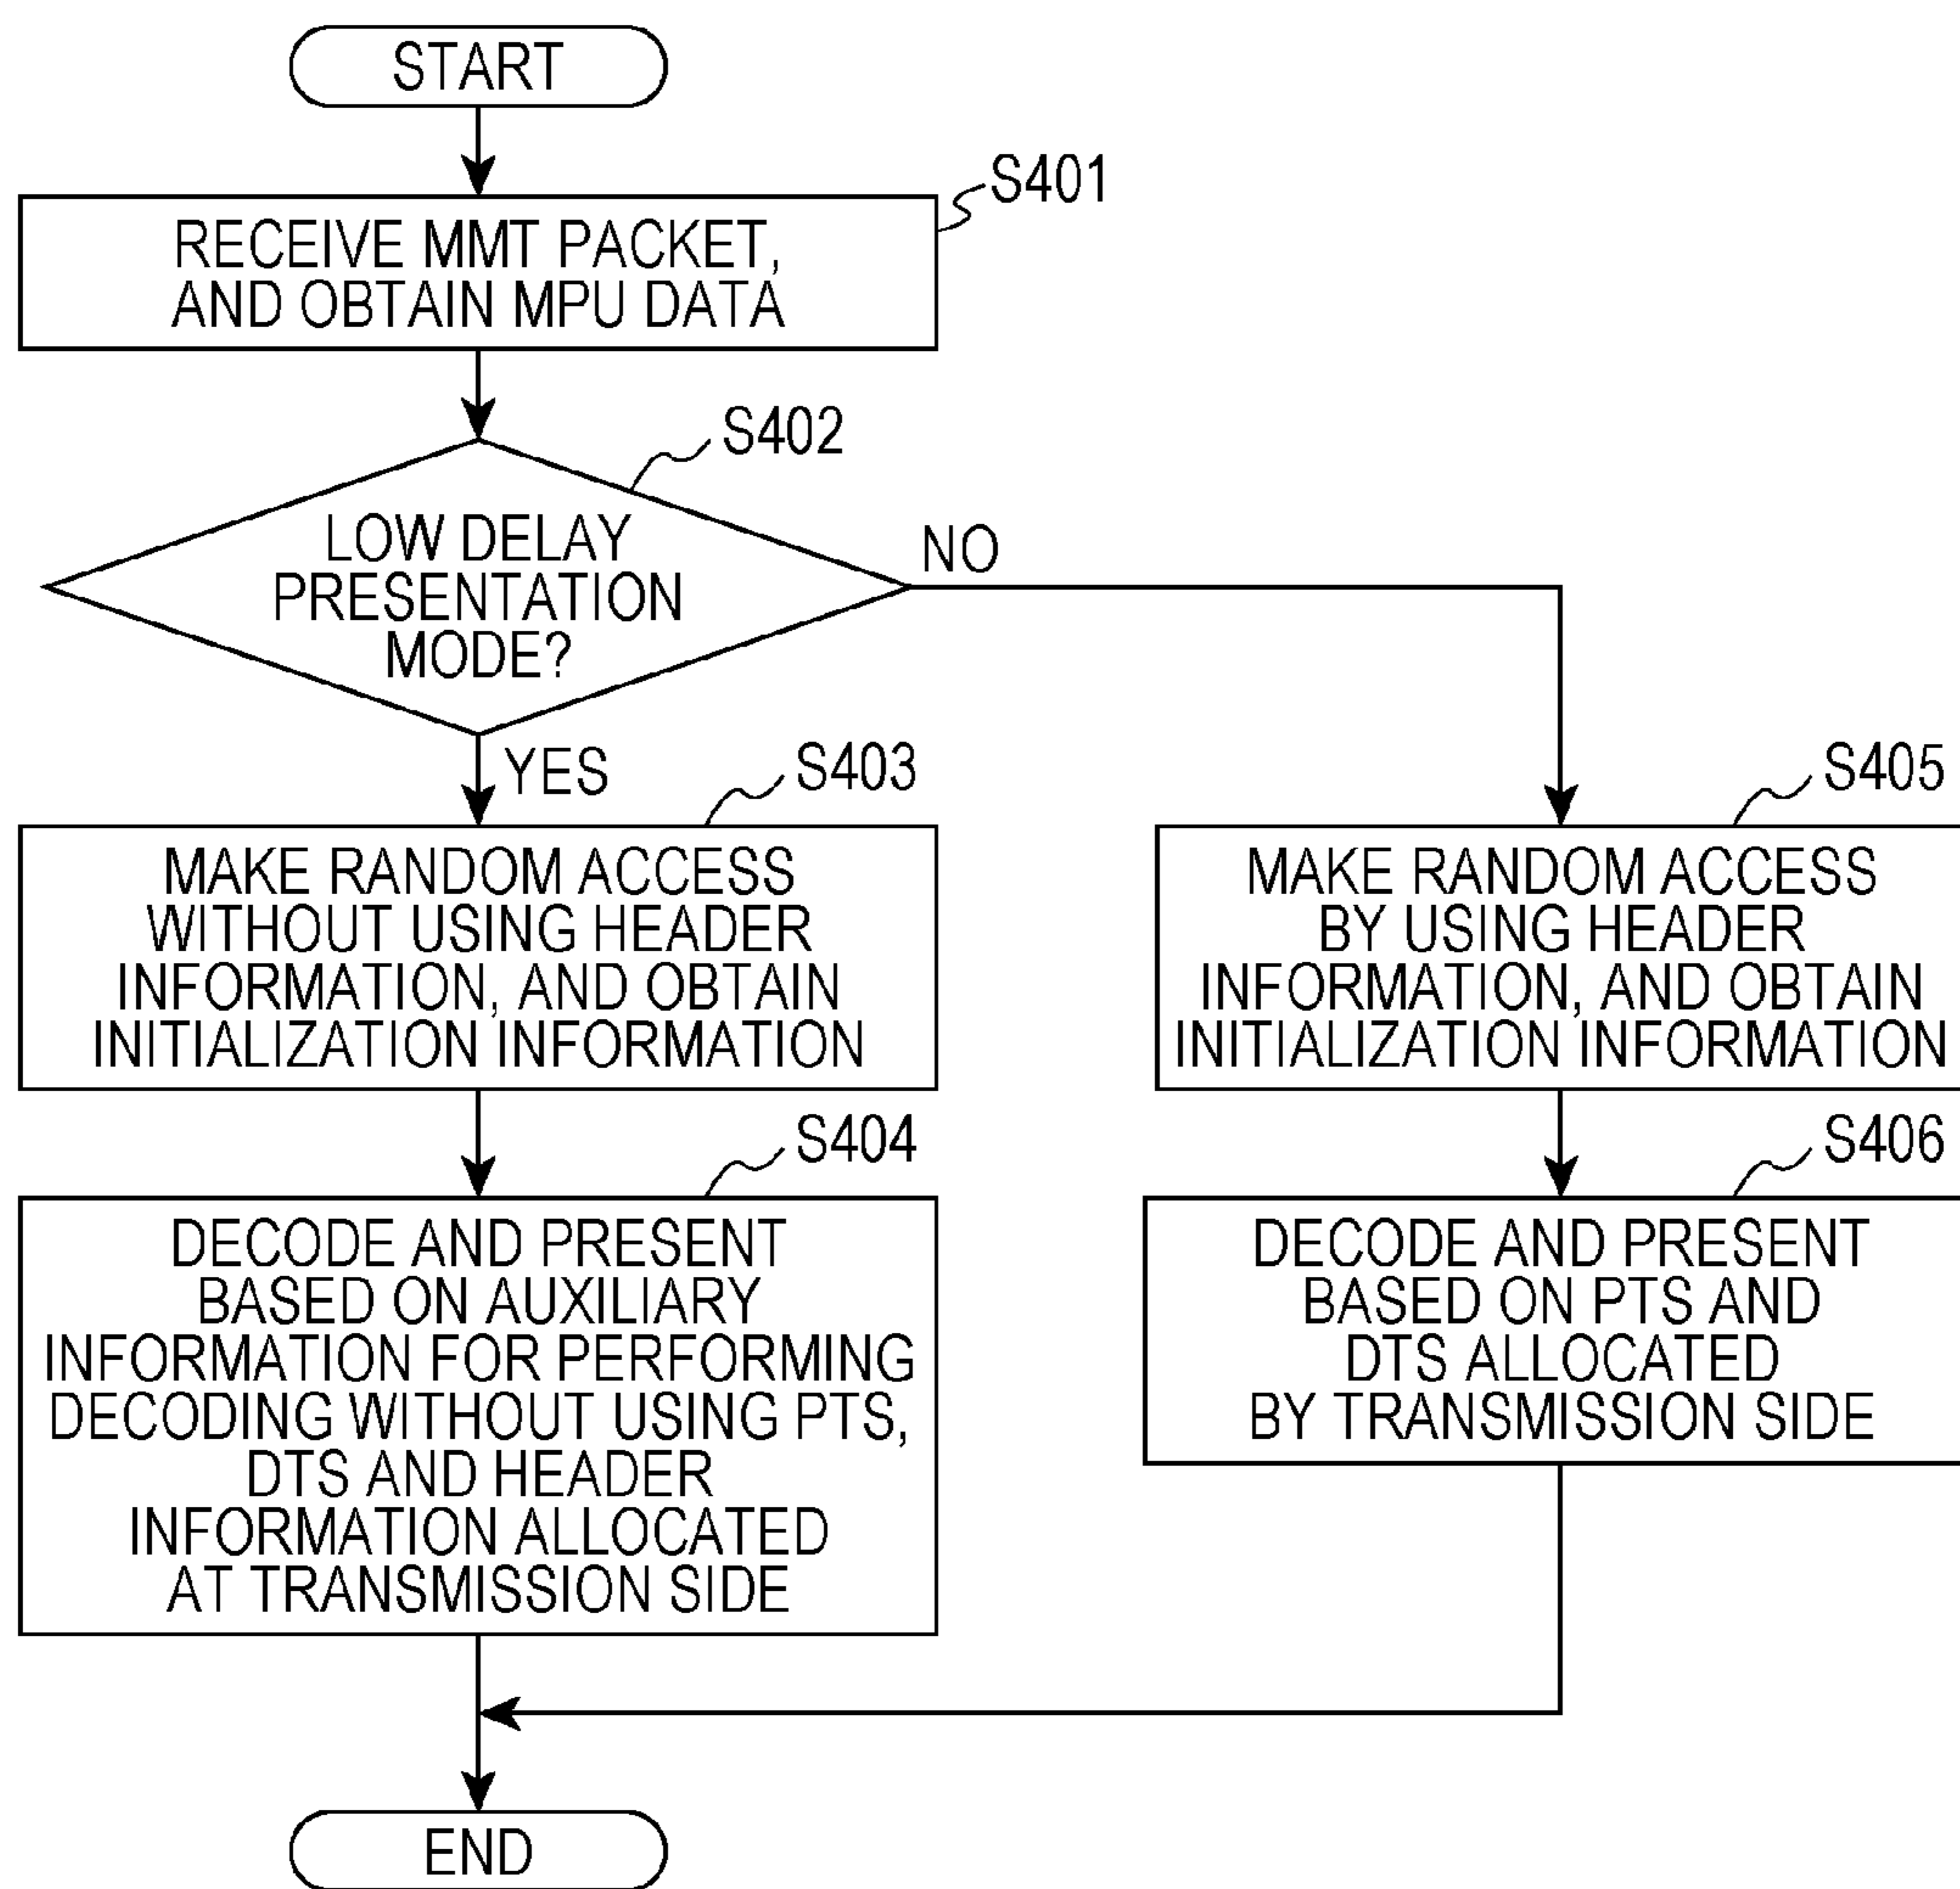 START
S401
RECEIVE MMT PACKET,
AND OBTAIN MPU DATA
S402
LOW DELAY
PRESENTATION
MODE?
NO
YES
S403
MAKE RANDOM ACCESS
WITHOUT USING HEADER
INFORMATION, AND OBTAIN
INITIALIZATION INFORMATION
S405
MAKE RANDOM ACCESS
BY USING HEADER
INFORMATION, AND OBTAIN
INITIALIZATION INFORMATION
S404
DECODE AND PRESENT
BASED ON AUXILIARY
INFORMATION FOR PERFORMING
DECODING WITHOUT USING PTS,
DTS AND HEADER
INFORMATION ALLOCATED
AT TRANSMISSION SIDE
S406
DECODE AND PRESENT
BASED ON PTS AND
DTS ALLOCATED
BY TRANSMISSION SIDE
END